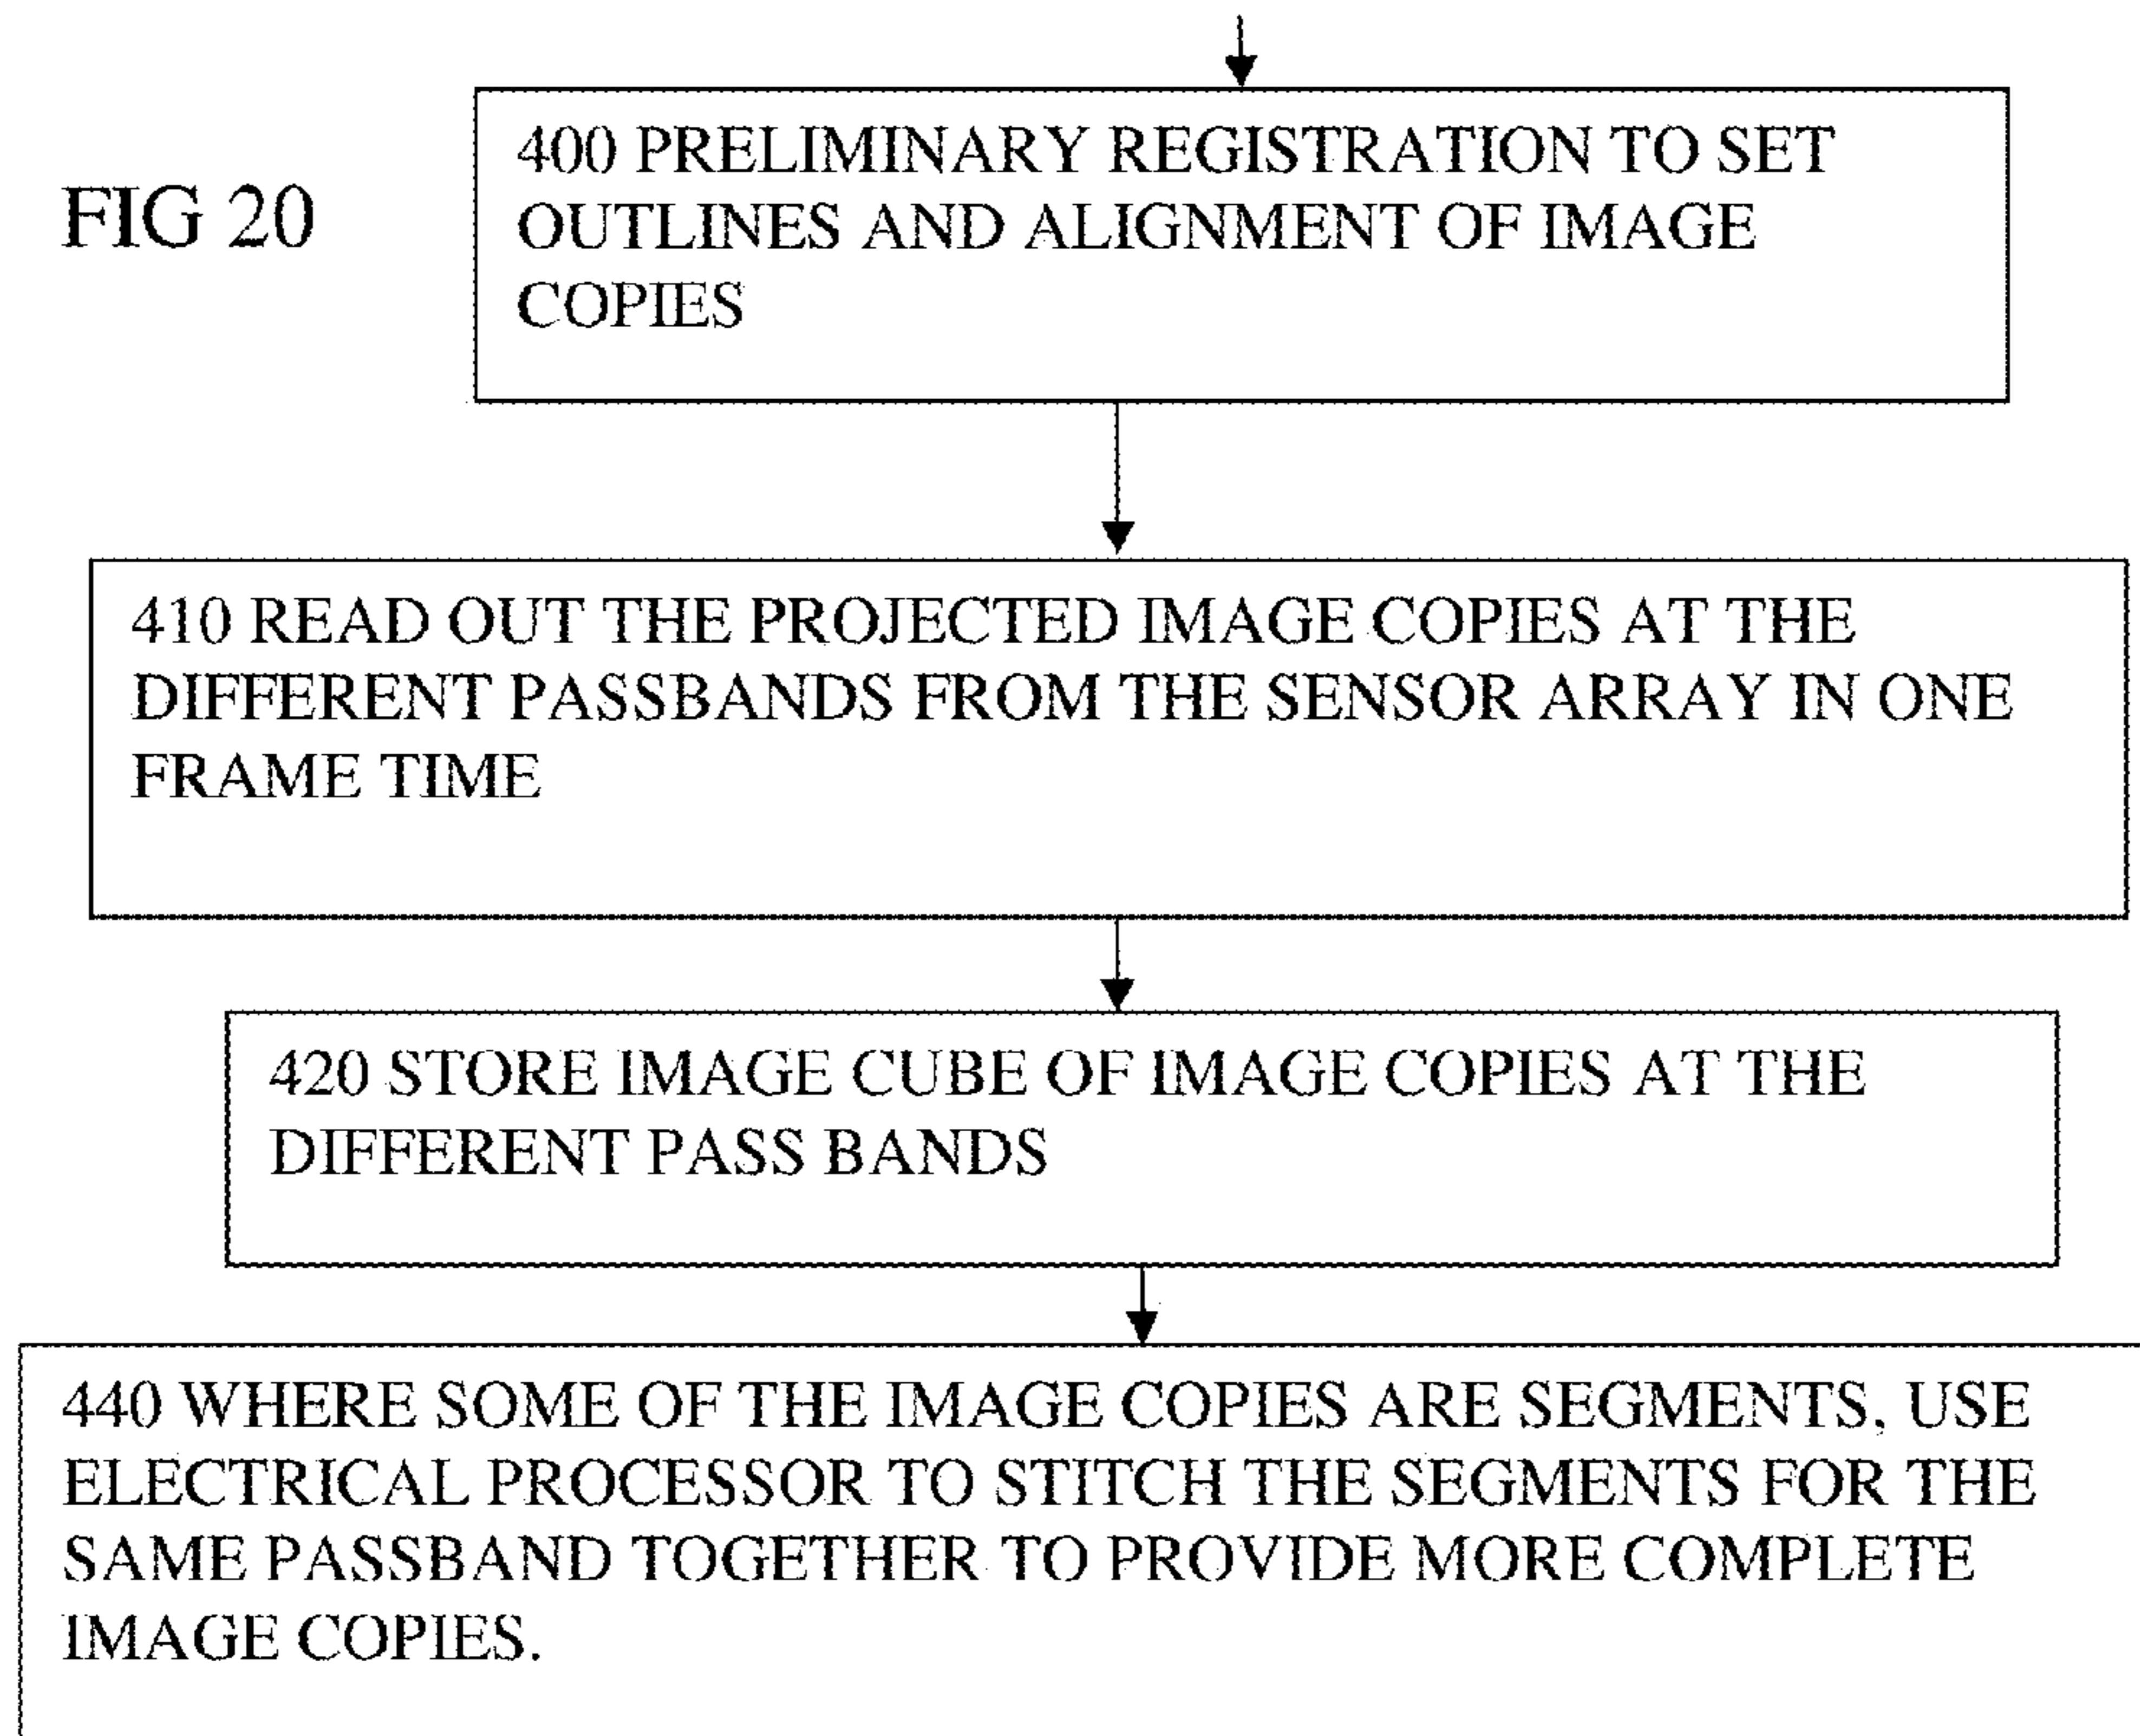 400 PRELIMINARY REGISTRATION TO SET
OUTLINES AND ALIGNMENT OF IMAGE
COPIES
FIG 20
410 READ OUT THE PROJECTED IMAGE COPIES AT THE
DIFFERENT PASSBANDS FROM THE SENSOR ARRAY IN ONE
FRAME TIME
420 STORE IMAGE CUBE OF IMAGE COPIES AT THE
DIFFERENT PASS BANDS
440 WHERE SOME OF THE IMAGE COPIES ARE SEGMENTS, USE
ELECTRICAL PROCESSOR TO STITCH THE SEGMENTS FOR THE
SAME PASSBAND TOGETHER TO PROVIDE MORE COMPLETE
IMAGE COPIES.